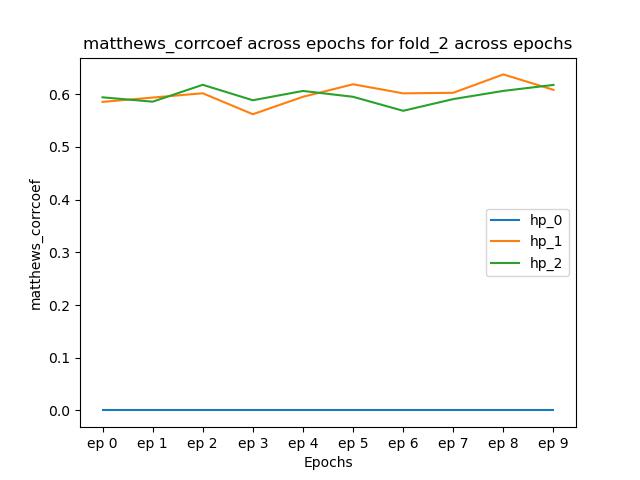 matthews_corrcoef across epochs for fold_2 across epochs
matthews_corrcoef
0.6
0.5
0.4
0.3
0.2
0.1
0.0
hp_0
hp_1
hp_2
ep 0 ep 1 ep 2 ep 3 ep 4 ep 5 ep 6 ep 7 ep 8 ep 9
Epochs